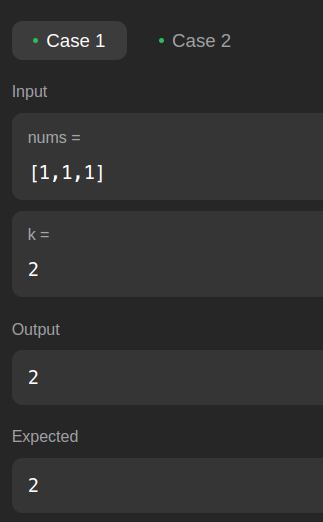 Case 1
Case 2
Input
nums =
[1,1,1]
k =
2
Output
2
Expected
2